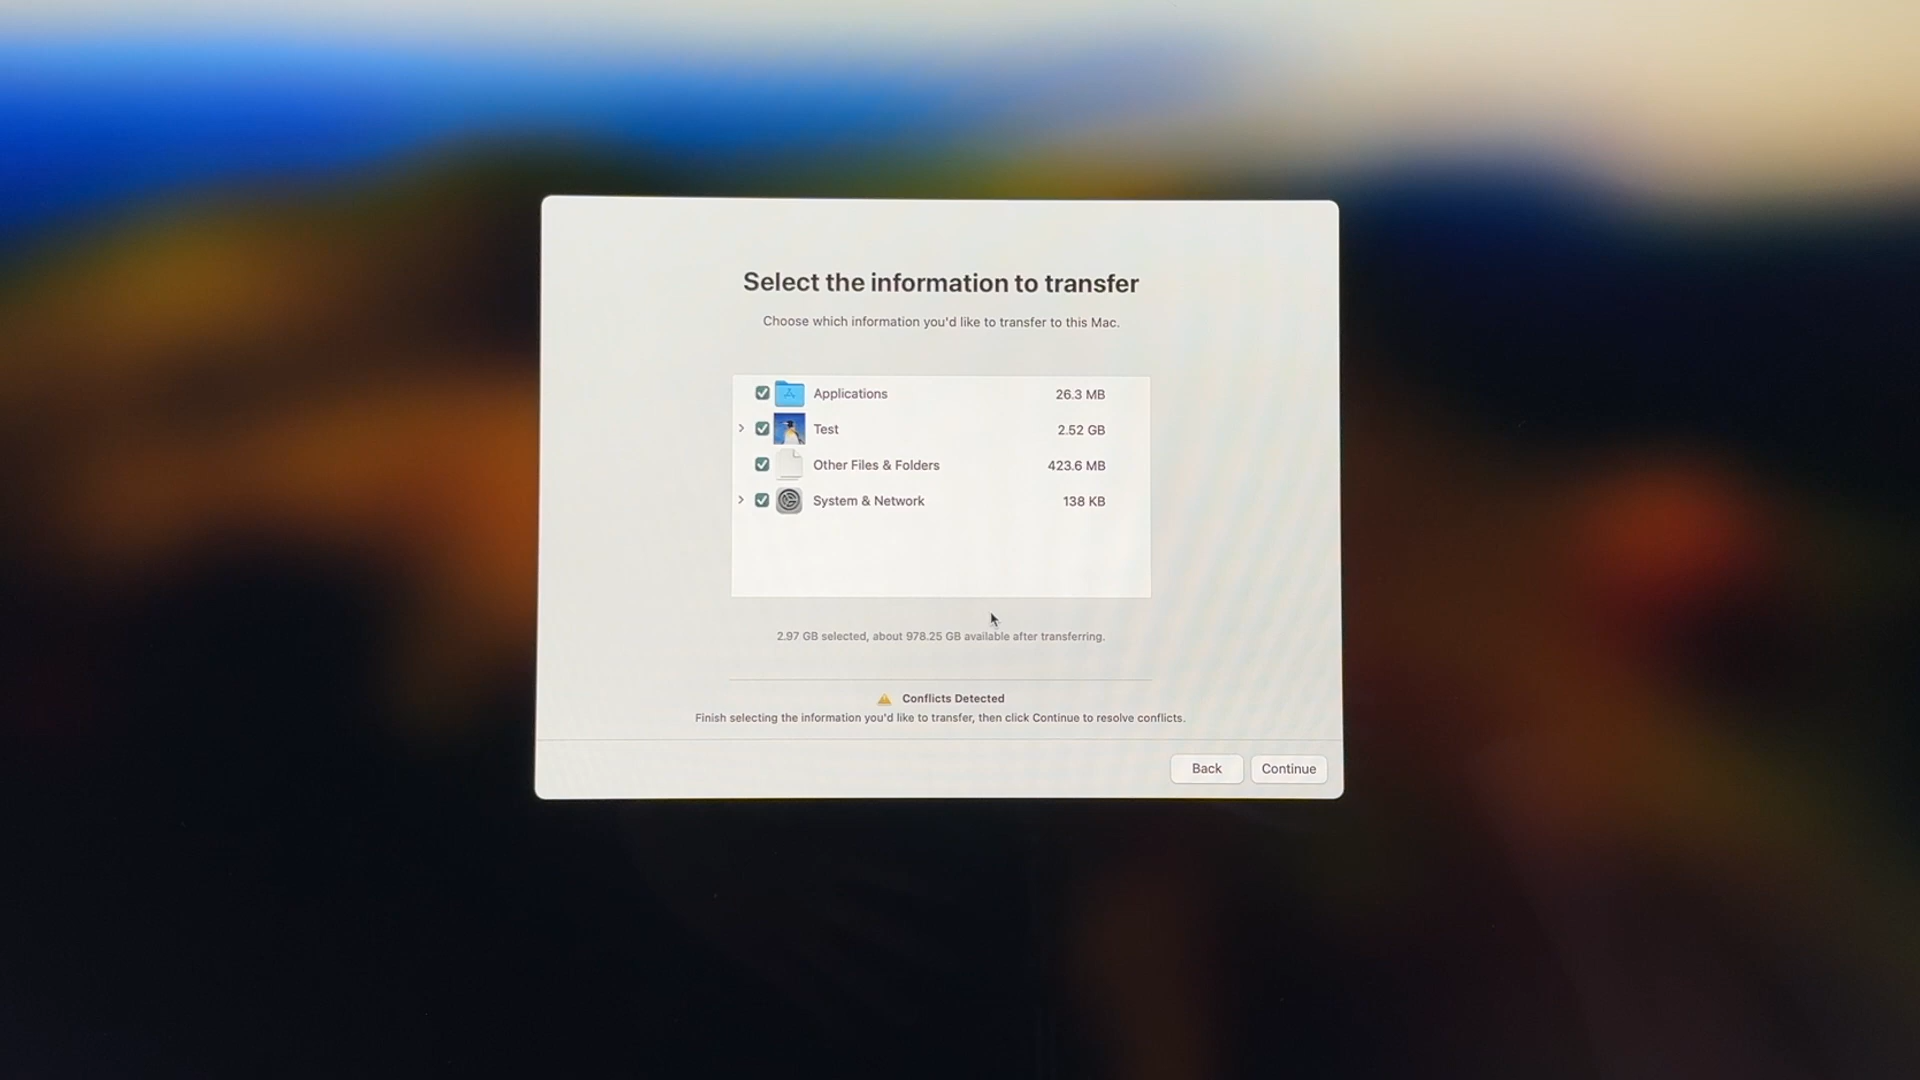 Select the information to transfer
Choose which information you'd like to transfer to this Mac.
Applications 26.3 MB
Test 2.52 GB
Other Files & Folders 423.6 MB
System & Network 138 KB
2.97 GB selected, about 978.25 GB available after transferring.
Conflicts Detected
Finish selecting the information you'd like to transfer, then click Continue to resolve conflicts.
Back Continue